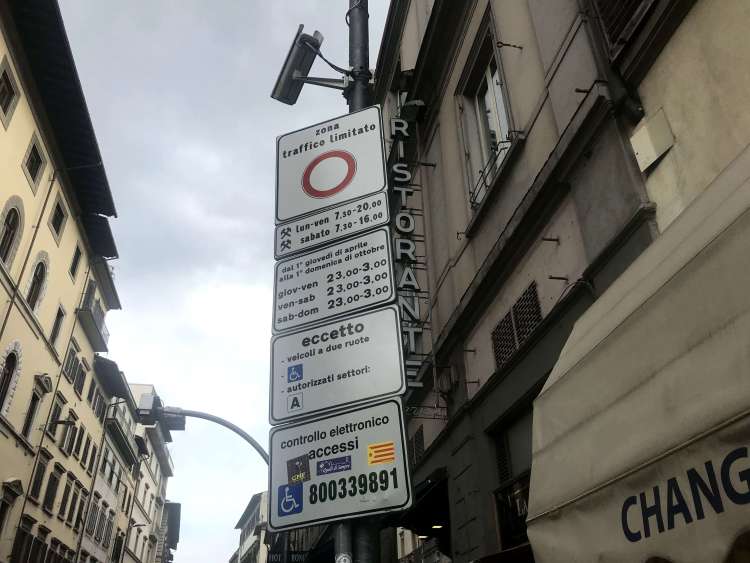 zona
traffico limitato
lun-ven 7.30-20.00
sabato 7.30-16.00
dal 1° giovedì di aprile
alla 1° domenica di ottobre
giov-ven 23.00-3.00
ven-sab 23.00-3.00
sab-dom 23.00-3.00
eccetto
- veicoli a due ruote
-
- autorizzati settori:
A
controllo elettronico
accessi
800339891
RISTORANTE
CHANG